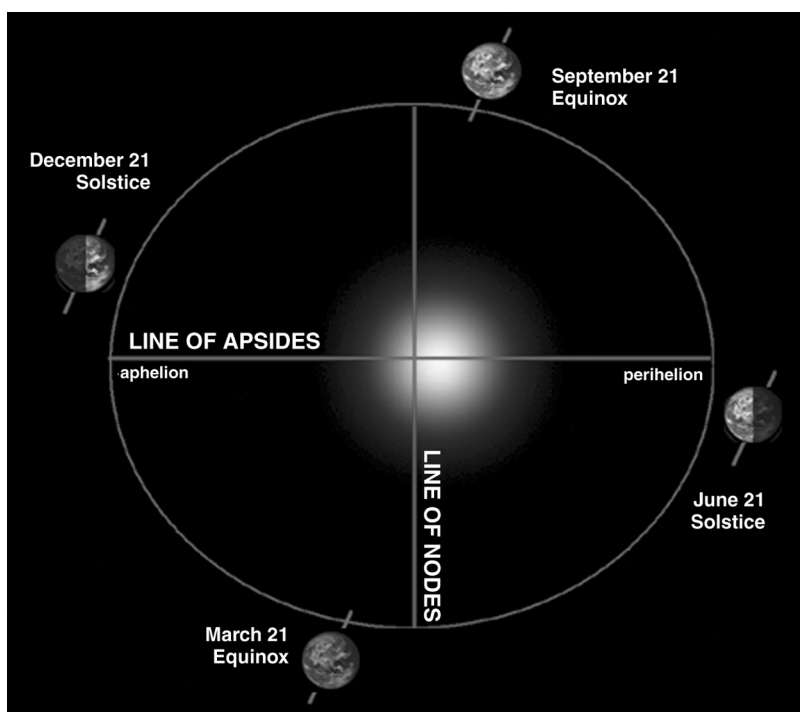 September 21
Equinox
December 21
Solstice
LINE OF APSIDES
aphelion
perihelion
LINE OF NODES
June 21
Solstice
March 21
Equinox